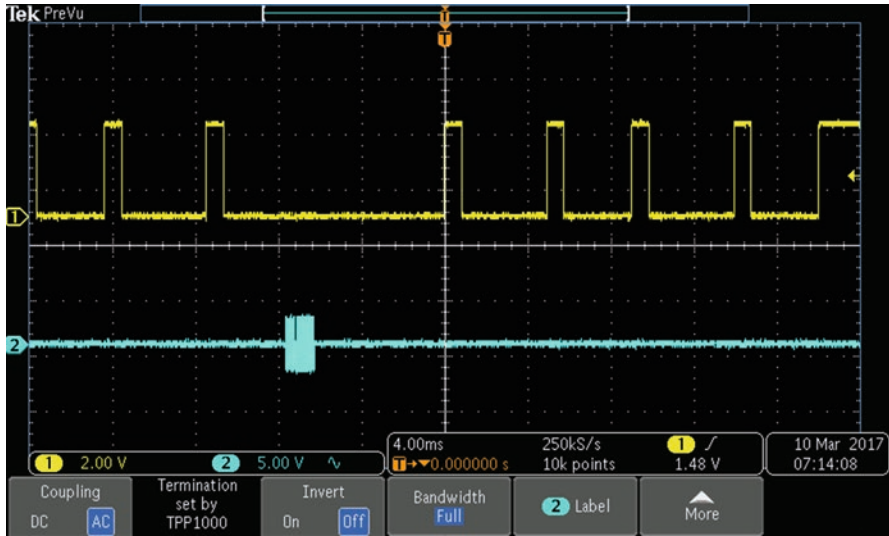 Tek PreVu
T
T
1
2
1 2.00 V 2 5.00 V ∿
4.00ms 250kS/s 1 ∫
T→▼0.000000 s 10k points 1.48 V
10 Mar 2017
07:14:08
Coupling
DC AC
Termination
set by
TPP1000
Invert
On Off
Bandwidth
Full
2 Label
More